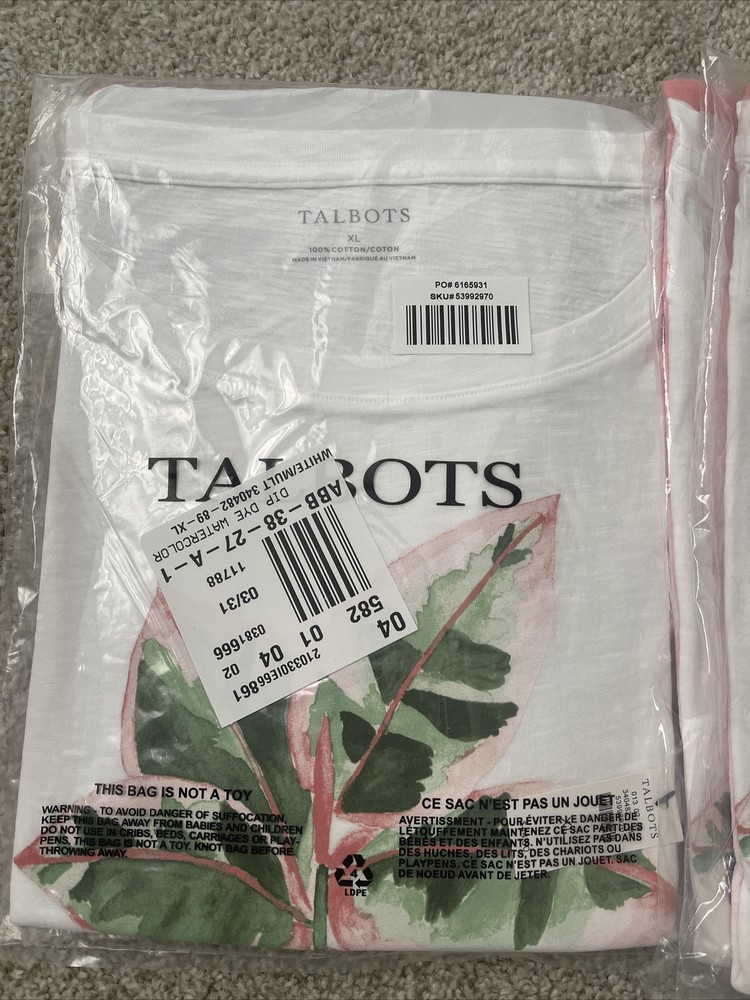 TALBOTS
XL
100% COTTON/COTON
MADE IN VIETNAM/FABRIQUÉ AU VIETNAM
PO# 6165931
SKU#53992970
TALBOTS
210330IE66861
04 02 0381666
582 01 03/31
04 11788
ABB-38-27-A-1
DIP DYE WATERCOLOR
WHITE/MULT 340482-89-XL
THIS BAG IS NOT A TOY
WARNING - TO AVOID DANGER OF SUFFOCATION,
KEEP THIS BAG AWAY FROM BABIES AND CHILDREN
DO NOT USE IN CRIBS, BEDS, CARRIAGES OR PLAY-
PENS. THIS BAG IS NOT A TOY. KNOT BAG BEFORE
THROWING AWAY.
CE SAC N'EST PAS UN JOUET
AVERTISSMENT - POUR ÉVITER LE DANGER DE
L'ÉTOUFFEMENT MAINTENEZ CE SAC PART DES
BÉBÉS ET DES ENFANTS. N'UTILISEZ PAS DANS
DES HUCHES, DES LITS, DES CHARIOTS OU
PLAYPENS. CE SAC N'EST PAS UN JOUET. SAC
DE NOEUD AVANT DE JETER.
4
LDPE
TALBOTS